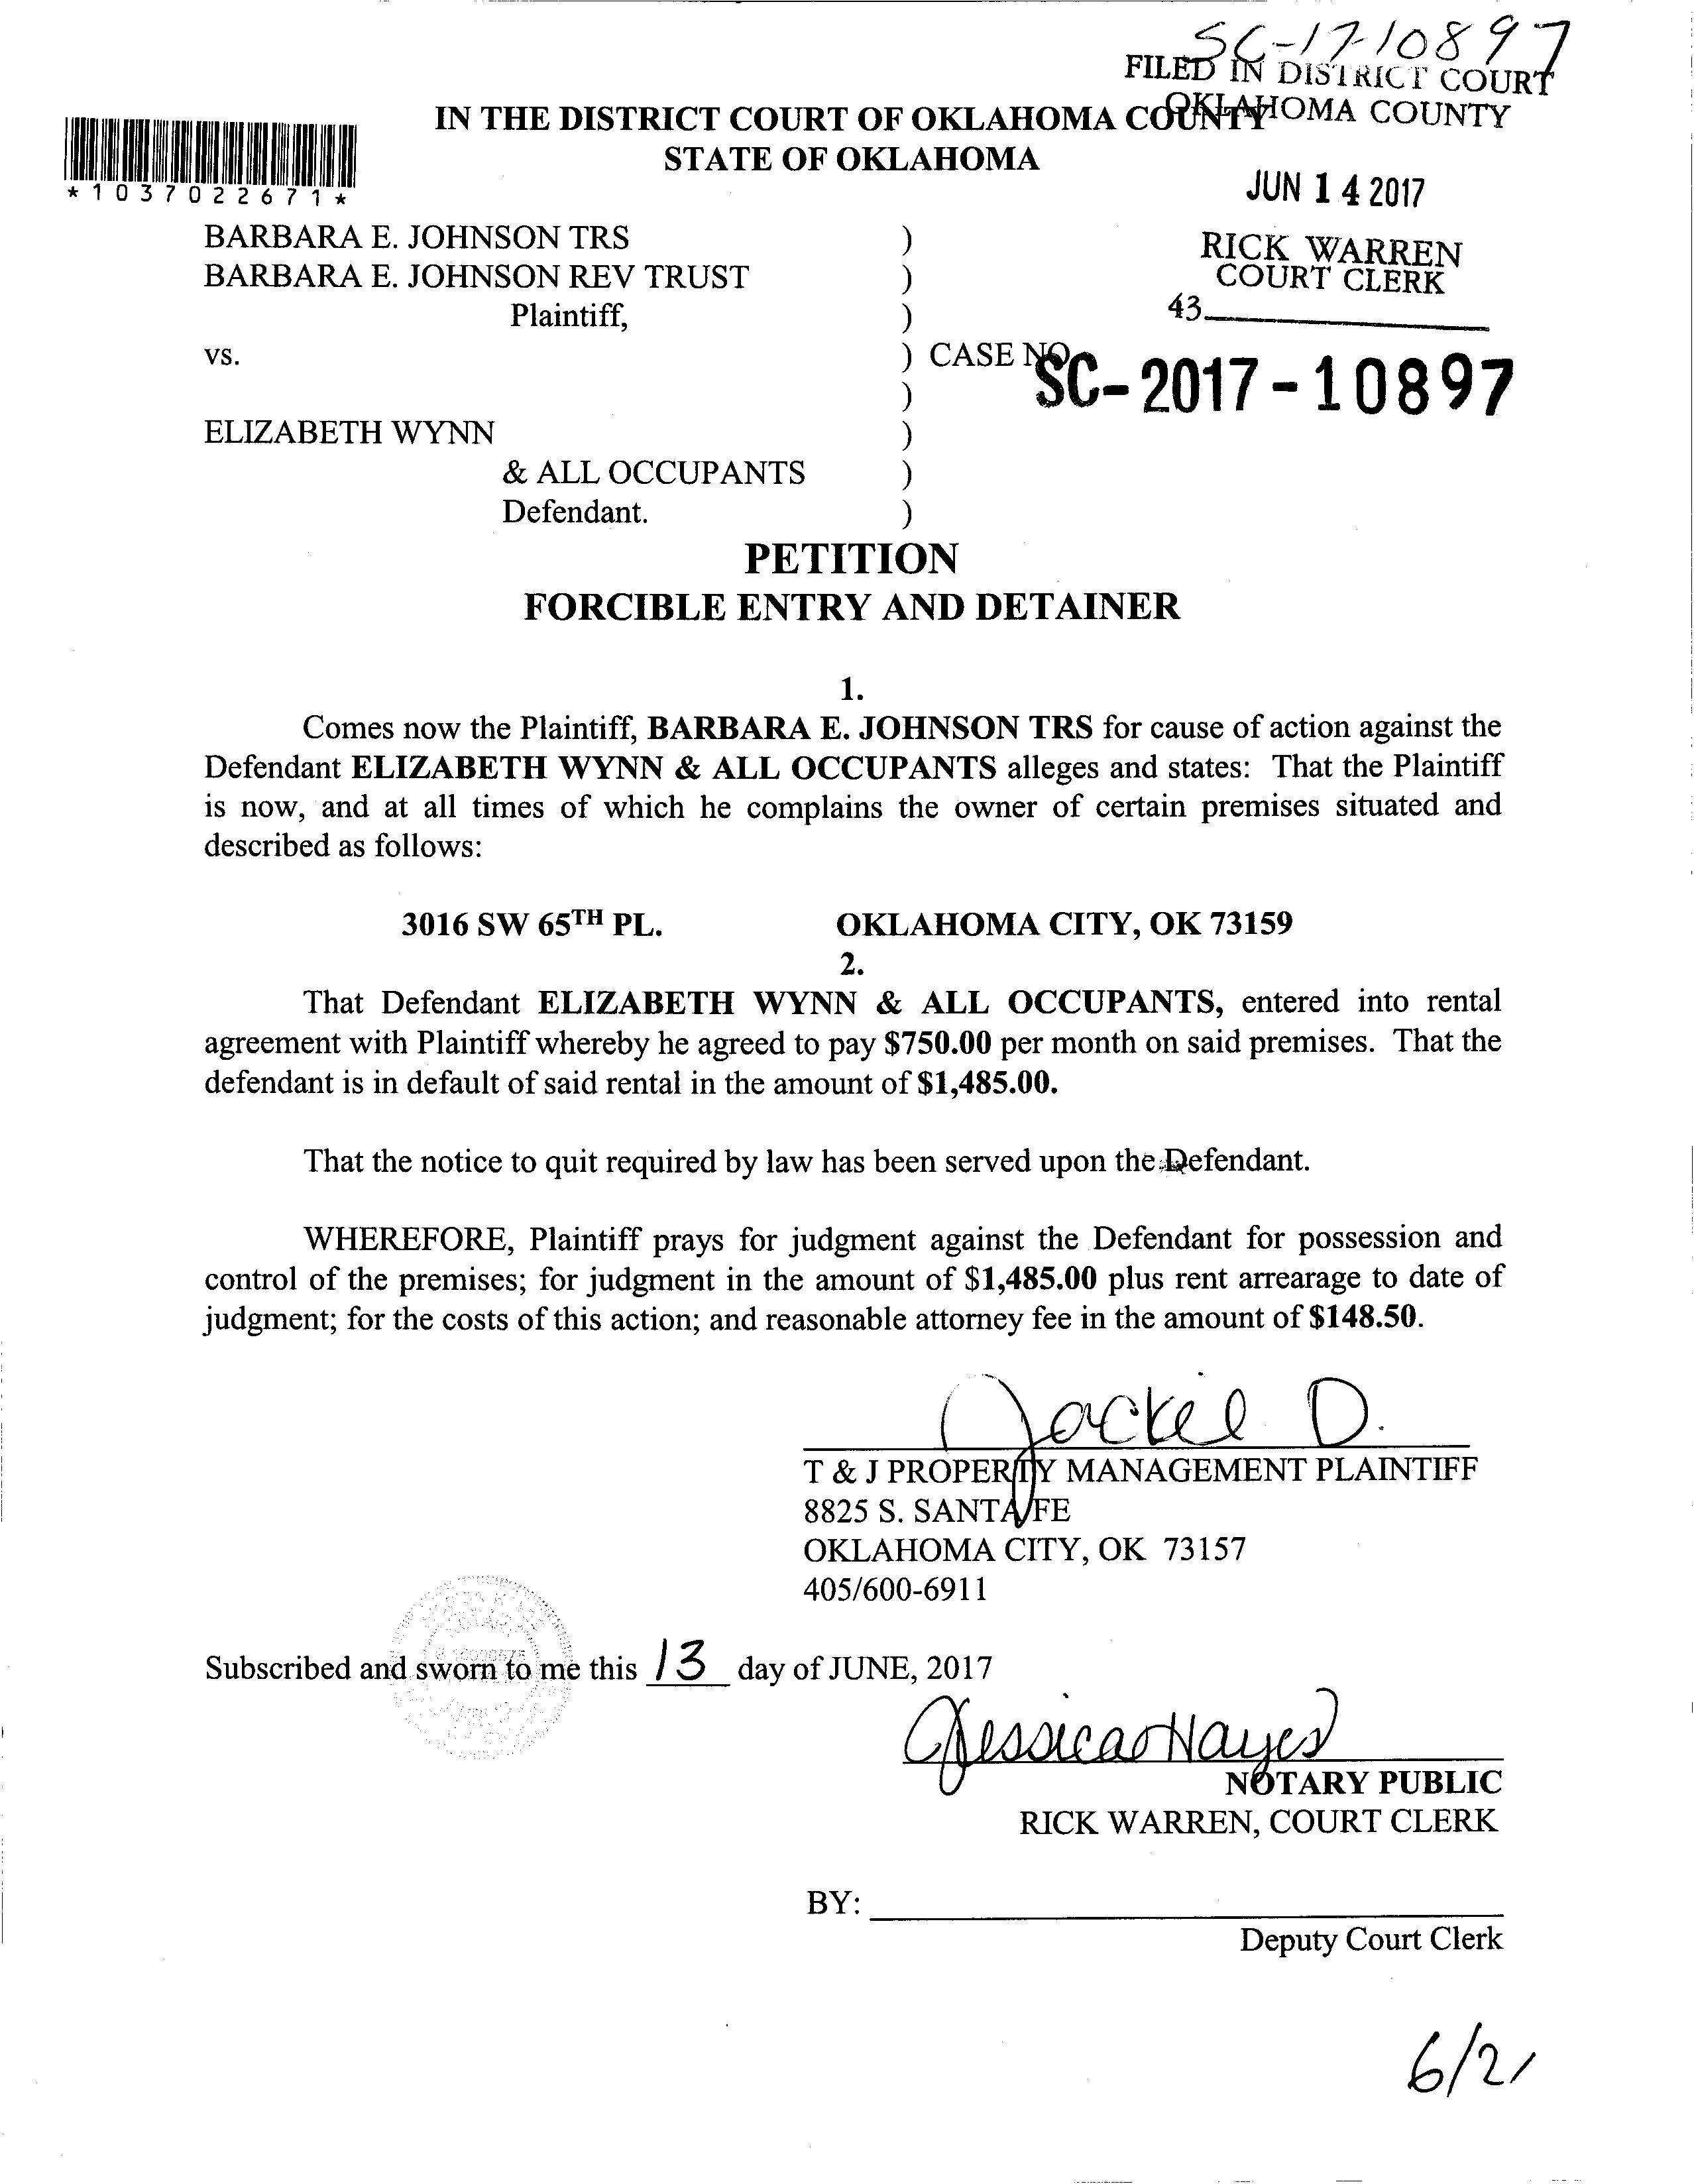 SC-17-10897
FILED IN DISTRICT COURT
OKLAHOMA COUNTY
IN THE DISTRICT COURT OF OKLAHOMA COUNTY
STATE OF OKLAHOMA
*1037022671*
JUN 14 2017
BARBARA E. JOHNSON TRS )
RICK WARREN
COURT CLERK
BARBARA E. JOHNSON REV TRUST )
43
Plaintiff, )
vs. ) CASE NO.
SC-2017-10897
)
ELIZABETH WYNN )
& ALL OCCUPANTS )
Defendant. )
PETITION
FORCIBLE ENTRY AND DETAINER
1.
Comes now the Plaintiff, BARBARA E. JOHNSON TRS for cause of action against the
Defendant ELIZABETH WYNN & ALL OCCUPANTS alleges and states: That the Plaintiff
is now, and at all times of which he complains the owner of certain premises situated and
described as follows:
3016 SW 65TH PL. OKLAHOMA CITY, OK 73159
2.
That Defendant ELIZABETH WYNN & ALL OCCUPANTS, entered into rental
agreement with Plaintiff whereby he agreed to pay $750.00 per month on said premises. That the
defendant is in default of said rental in the amount of $1,485.00.
That the notice to quit required by law has been served upon the Defendant.
WHEREFORE, Plaintiff prays for judgment against the Defendant for possession and
control of the premises; for judgment in the amount of $1,485.00 plus rent arrearage to date of
judgment; for the costs of this action; and reasonable attorney fee in the amount of $148.50.
Jackie D.
T & J PROPERTY MANAGEMENT PLAINTIFF
8825 S. SANTA FE
OKLAHOMA CITY, OK 73157
405/600-6911
Subscribed and sworn to me this 13 day of JUNE, 2017
Jessica Hayes
NOTARY PUBLIC
RICK WARREN, COURT CLERK
BY:
Deputy Court Clerk
6/21